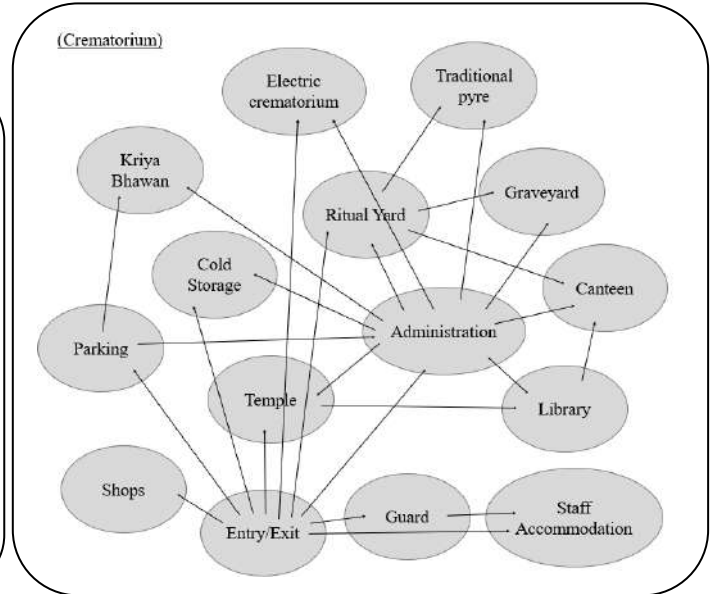 (Crematorium)
Electric
crematorium
Traditional
pyre
Kriya
Bhawan
Ritual Yard
Graveyard
Cold
Storage
Canteen
Administration
Parking
Temple
Library
Shops
Entry/Exit
Guard
Staff
Accommodation